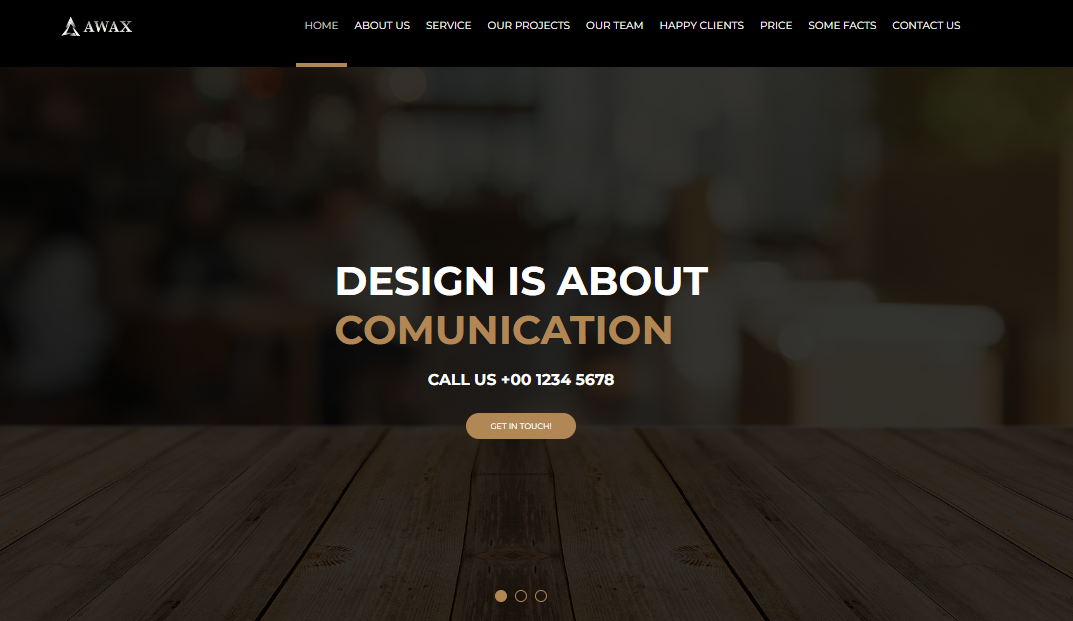 AWAX
HOME ABOUT US SERVICE OUR PROJECTS OUR TEAM HAPPY CLIENTS PRICE SOME FACTS CONTACT US
DESIGN IS ABOUT
COMUNICATION
CALL US +00 1234 5678
GET IN TOUCH!